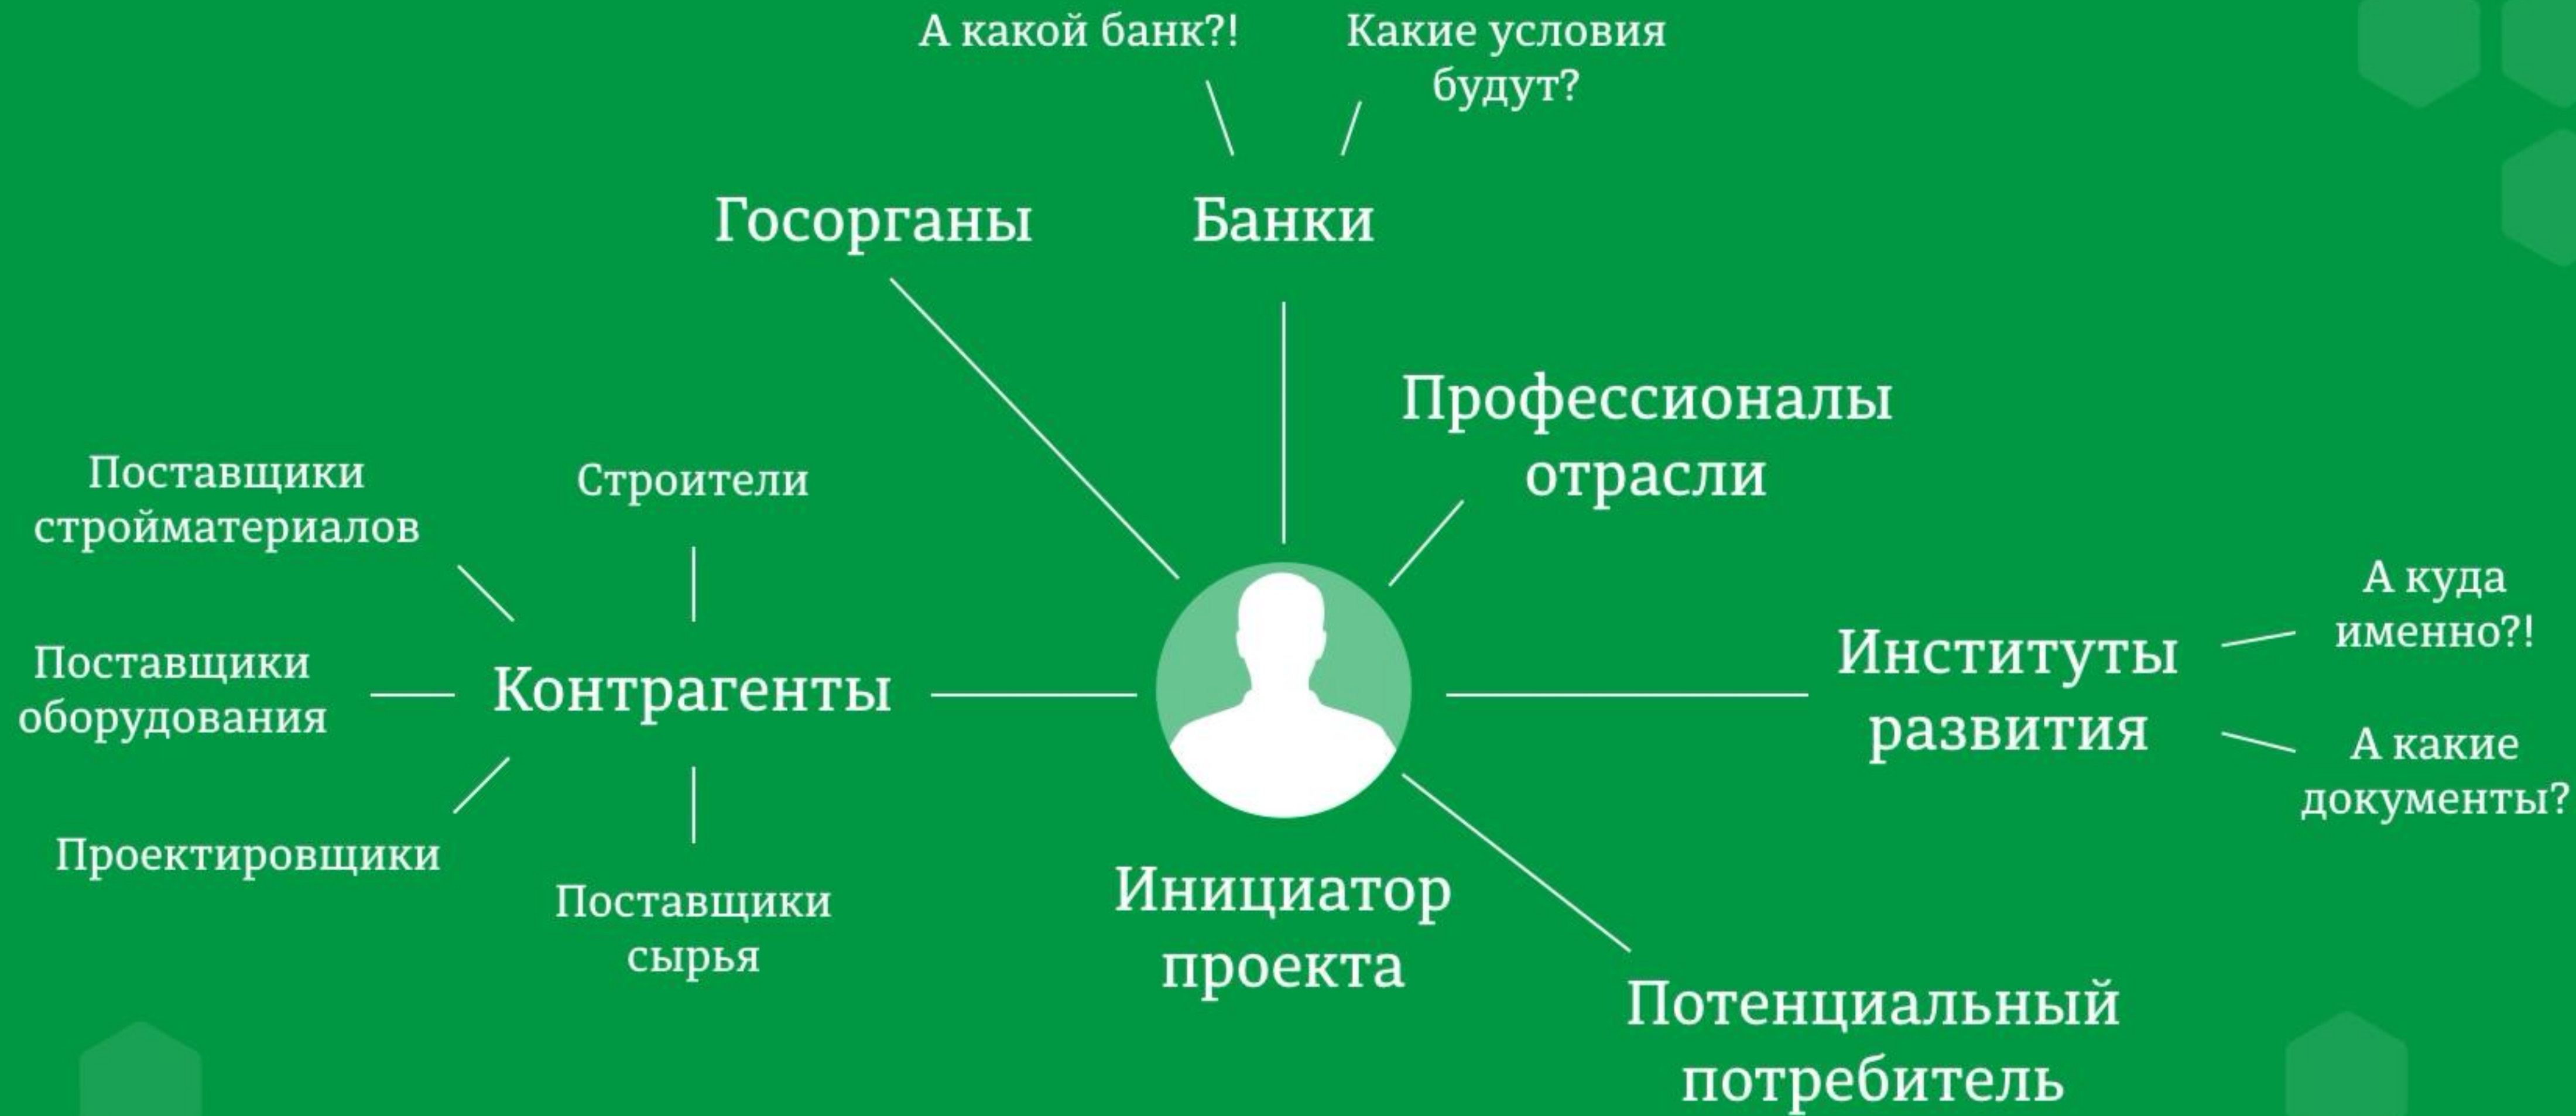 А какой банк?!
Какие условия
будут?
Госорганы
Банки
Профессионалы
отрасли
Поставщики
стройматериалов
Строители
Поставщики
оборудования
Контрагенты
Проектировщики
Поставщики
сырья
Инициатор
проекта
Институты
развития
А куда
именно?!
А какие
документы?
Потенциальный
потребитель